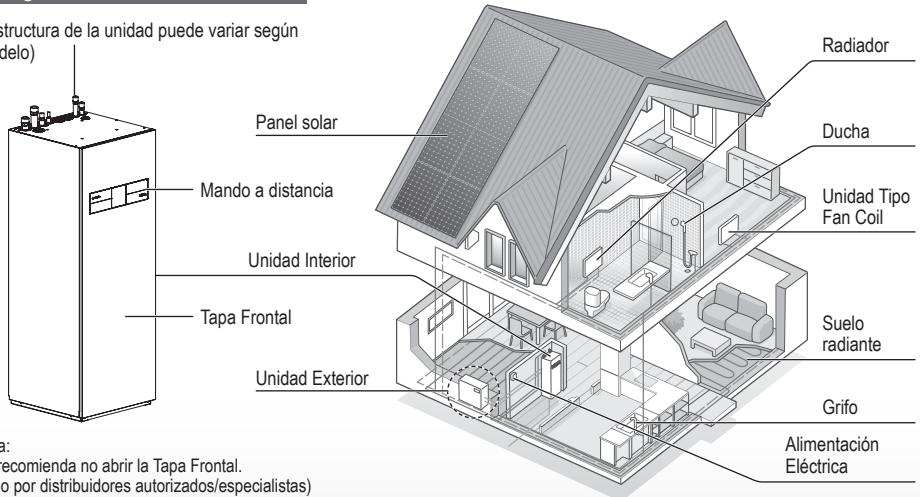 structura de la unidad puede variar según
delo)
Panel solar
Mando a distancia
Unidad Interior
Tapa Frontal
Unidad Exterior
Radiador
Ducha
Unidad Tipo
Fan Coil
Suelo
radiante
Grifo
Alimentación
Eléctrica
a:
recomienda no abrir la Tapa Frontal.
o por distribuidores autorizados/especialistas)